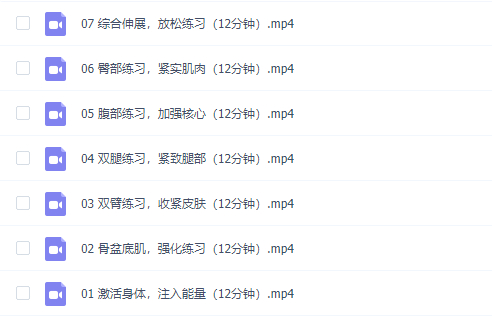 07 综合伸展，放松练习（12分钟）.mp4
06 臀部练习，紧实肌肉（12分钟）.mp4
05 腹部练习，加强核心（12分钟）.mp4
04 双腿练习，紧致腿部（12分钟）.mp4
03 双臂练习，收紧皮肤（12分钟）.mp4
02 骨盆底肌，强化练习（12分钟）.mp4
01 激活身体，注入能量（12分钟）.mp4